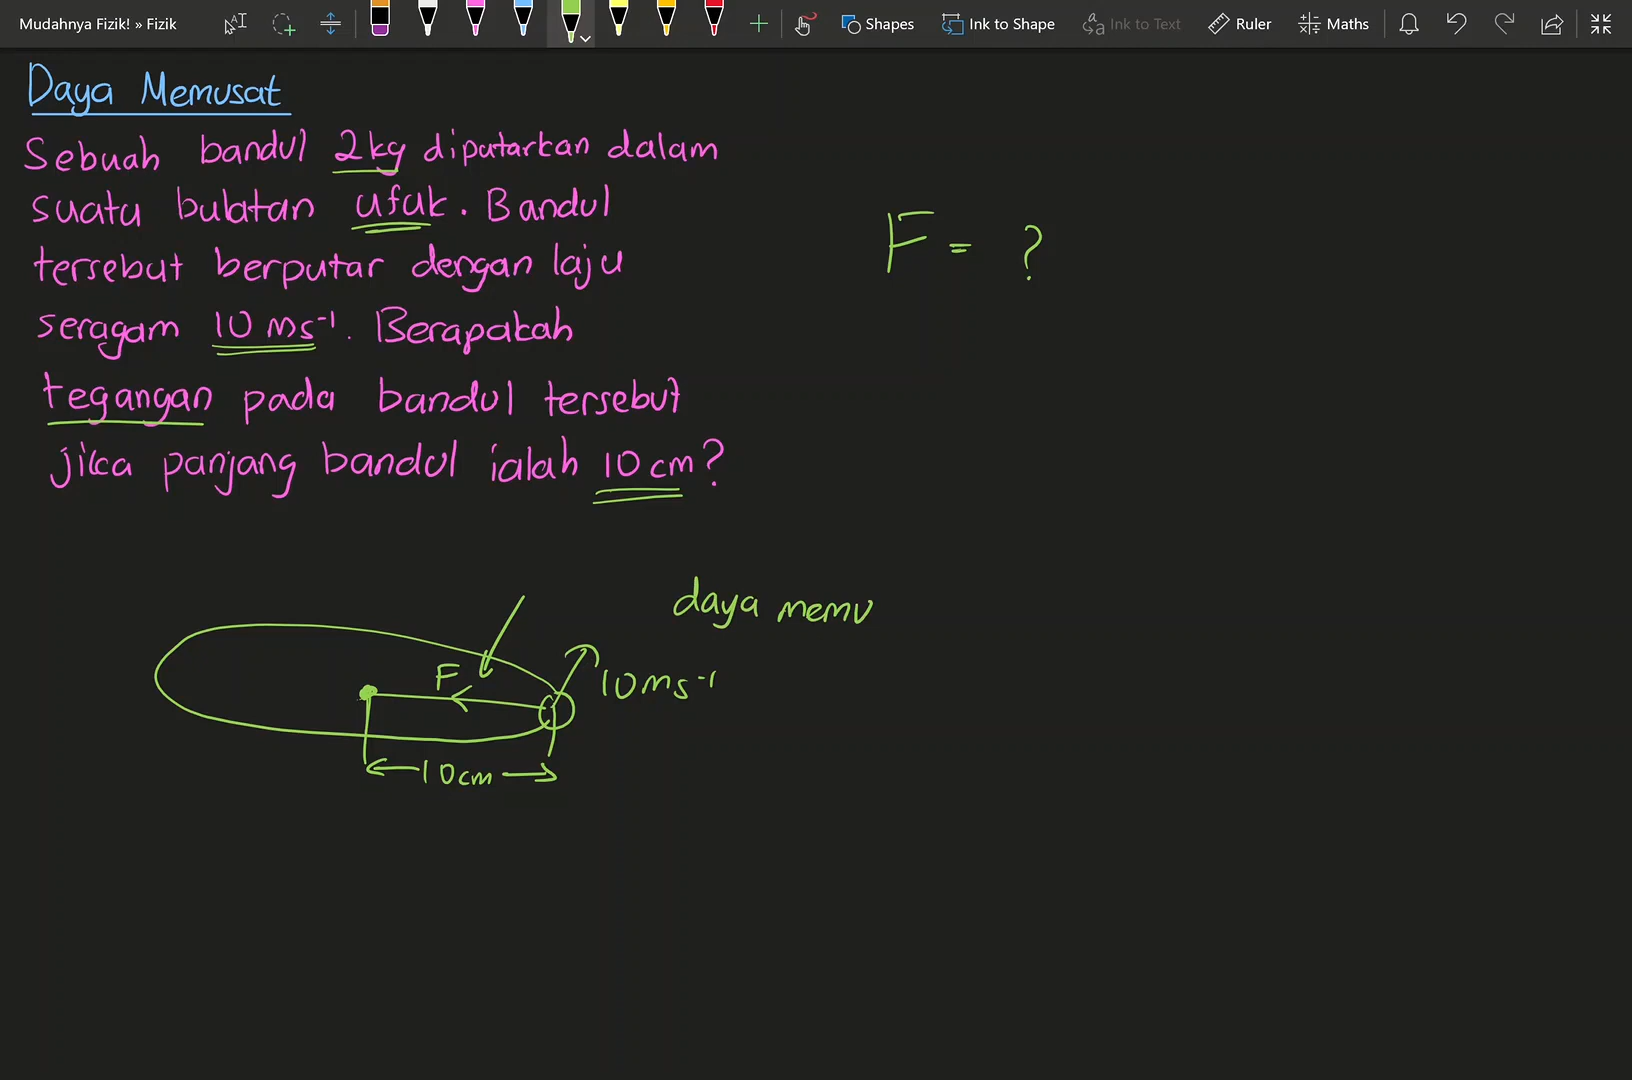 Mudahnya Fizik! » Fizik
Shapes
Ink to Shape
Ink to Text
Ruler
Maths
Daya Memusat
Sebuah bandul 2kg diputarkan dalam
suatu bulatan ufuk. Bandul
tersebut berputar dengan laju
seragam 10 ms⁻¹. Berapakah
tegangan pada bandul tersebut
jika panjang bandul ialah 10 cm?
F = ?
daya memu
F
10ms⁻¹
10cm